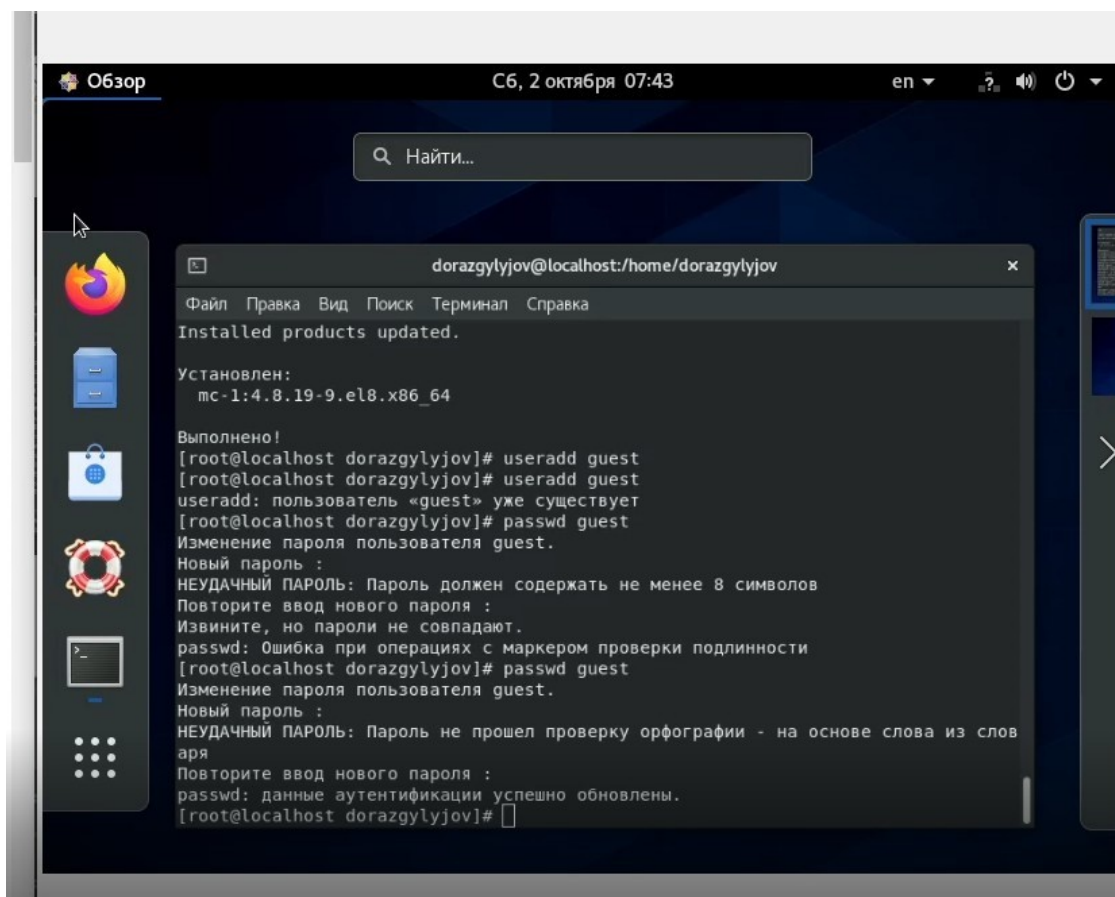 Обзор
Сб, 2 октября 07:43
en
Найти...
dorazgylyjov@localhost:/home/dorazgylyjov
Файл Правка Вид Поиск Терминал Справка
Installed products updated.
Установлен:
mc-1:4.8.19-9.el8.x86_64
Выполнено!
[root@localhost dorazgylyjov]# useradd guest
[root@localhost dorazgylyjov]# useradd guest
useradd: пользователь «guest» уже существует
[root@localhost dorazgylyjov]# passwd guest
Изменение пароля пользователя guest.
Новый пароль :
НЕУДАЧНЫЙ ПАРОЛЬ: Пароль должен содержать не менее 8 символов
Повторите ввод нового пароля :
Извините, но пароли не совпадают.
passwd: Ошибка при операциях с маркером проверки подлинности
[root@localhost dorazgylyjov]# passwd guest
Изменение пароля пользователя guest.
Новый пароль :
НЕУДАЧНЫЙ ПАРОЛЬ: Пароль не прошел проверку орфографии - на основе слова из слов
аря
Повторите ввод нового пароля :
passwd: данные аутентификации успешно обновлены.
[root@localhost dorazgylyjov]#